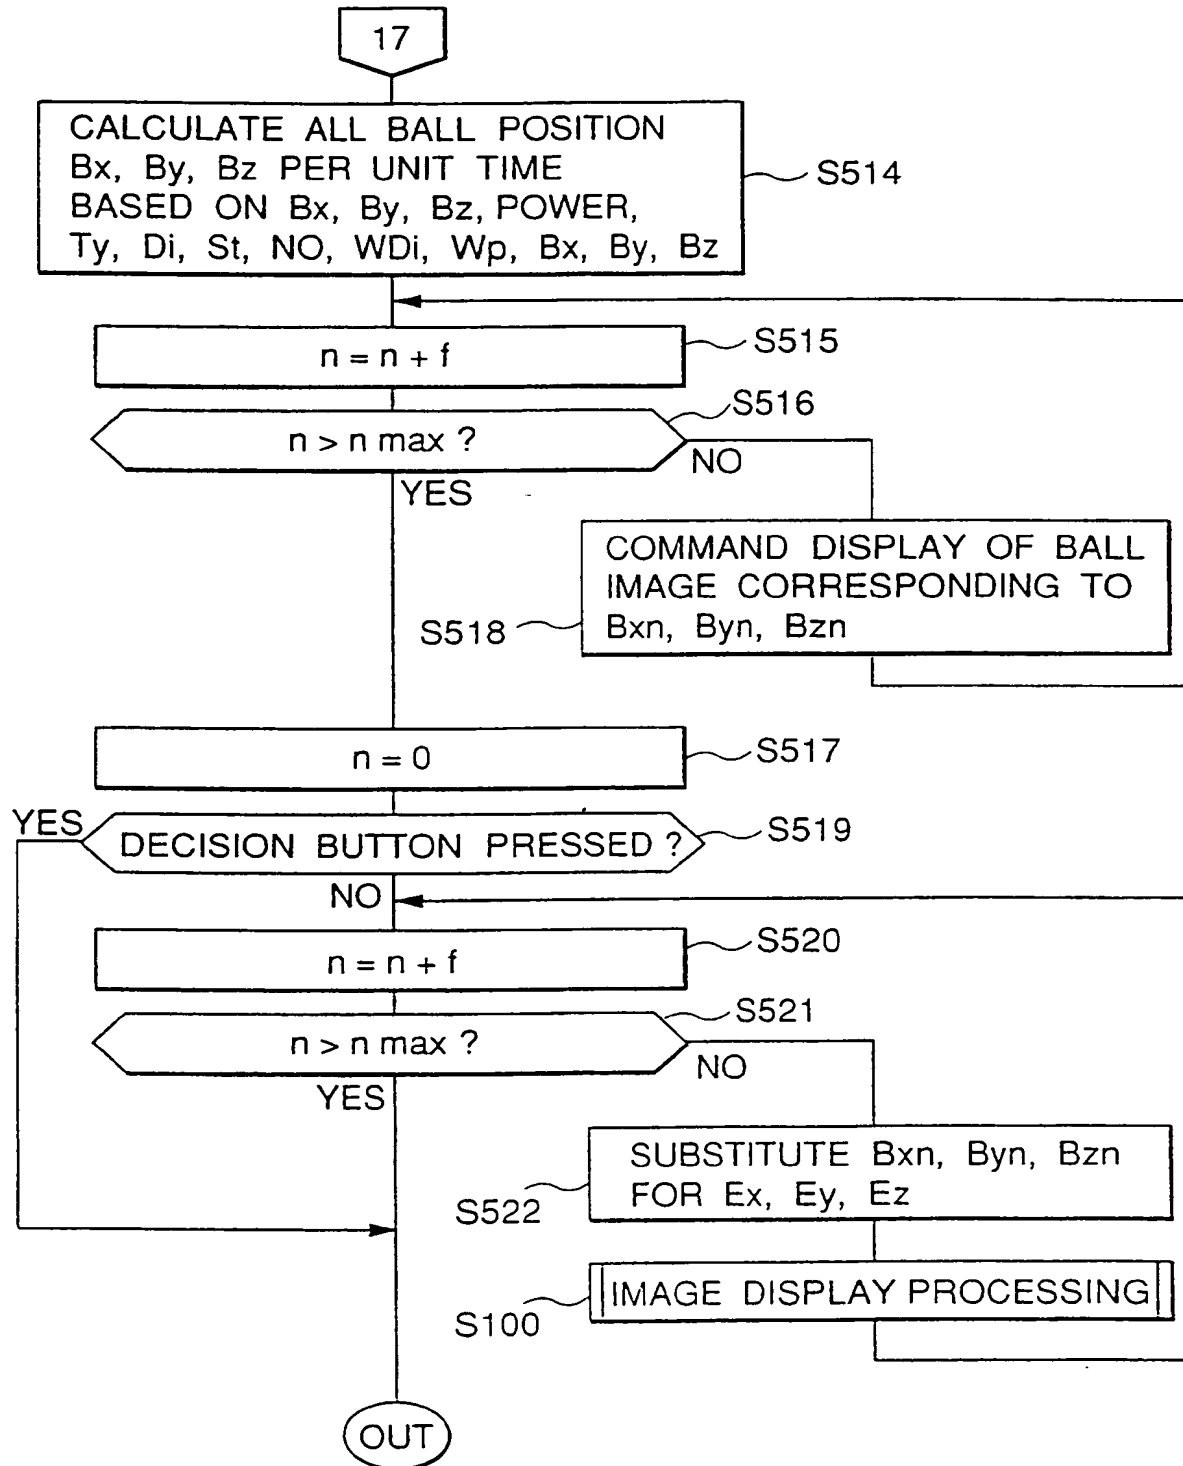 17
CALCULATE ALL BALL POSITION
Bx, By, Bz PER UNIT TIME
BASED ON Bx, By, Bz, POWER,
Ty, Di, St, NO, WDi, Wp, Bx, By, Bz
S514
n = n + f
S515
n > n max ?
S516
NO
YES
COMMAND DISPLAY OF BALL
IMAGE CORRESPONDING TO
Bxn, Byn, Bzn
S518
n = 0
S517
YES
DECISION BUTTON PRESSED ?
S519
NO
n = n + f
S520
n > n max ?
S521
NO
YES
SUBSTITUTE Bxn, Byn, Bzn
FOR Ex, Ey, Ez
S522
IMAGE DISPLAY PROCESSING
S100
OUT